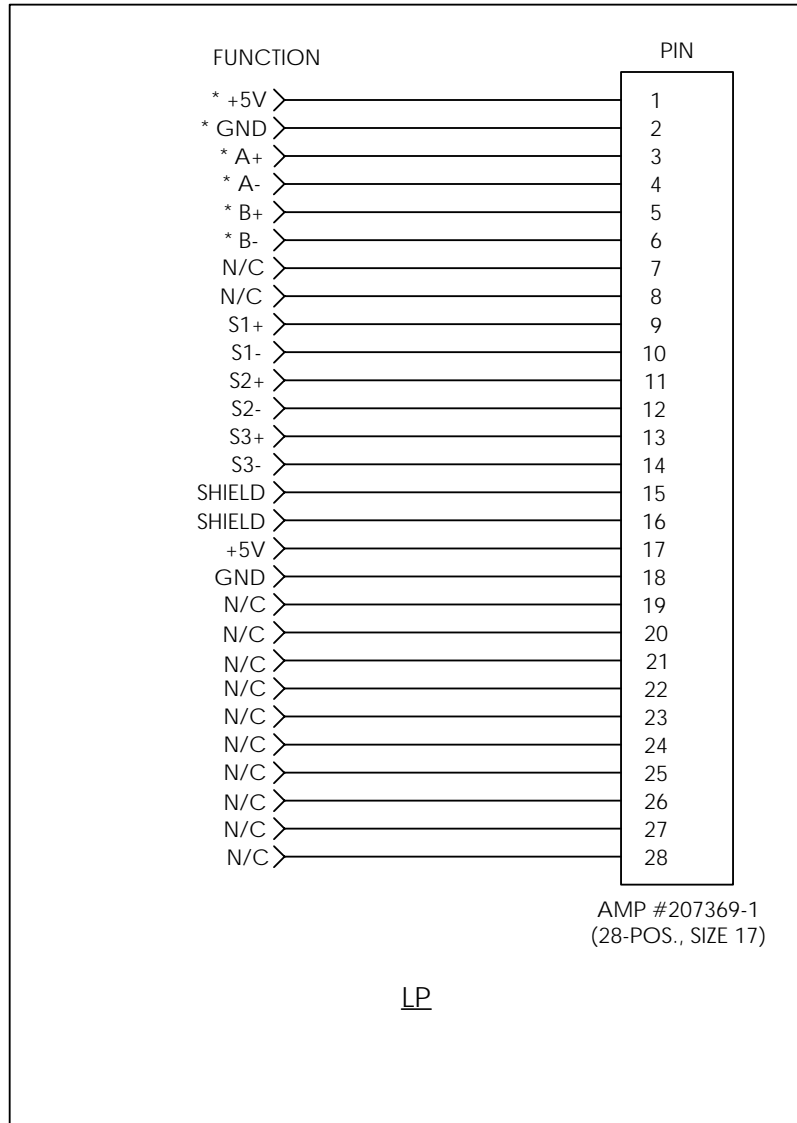 FUNCTION PIN
* +5V 1
* GND 2
* A+ 3
* A- 4
* B+ 5
* B- 6
N/C 7
N/C 8
S1+ 9
S1- 10
S2+ 11
S2- 12
S3+ 13
S3- 14
SHIELD 15
SHIELD 16
+5V 17
GND 18
N/C 19
N/C 20
N/C 21
N/C 22
N/C 23
N/C 24
N/C 25
N/C 26
N/C 27
N/C 28
AMP #207369-1
(28-POS., SIZE 17)
LP